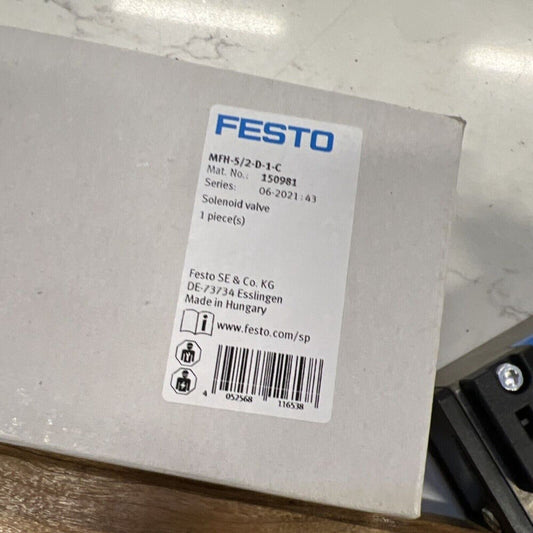 FESTO
MFH-5/2-D-1-C
Mat. No.: 150981
Series: 06-2021:43
Solenoid valve
1 piece(s)
Festo SE & Co. KG
DE-73734 Esslingen
Made in Hungary
i www.festo.com/sp
4 052568 116538